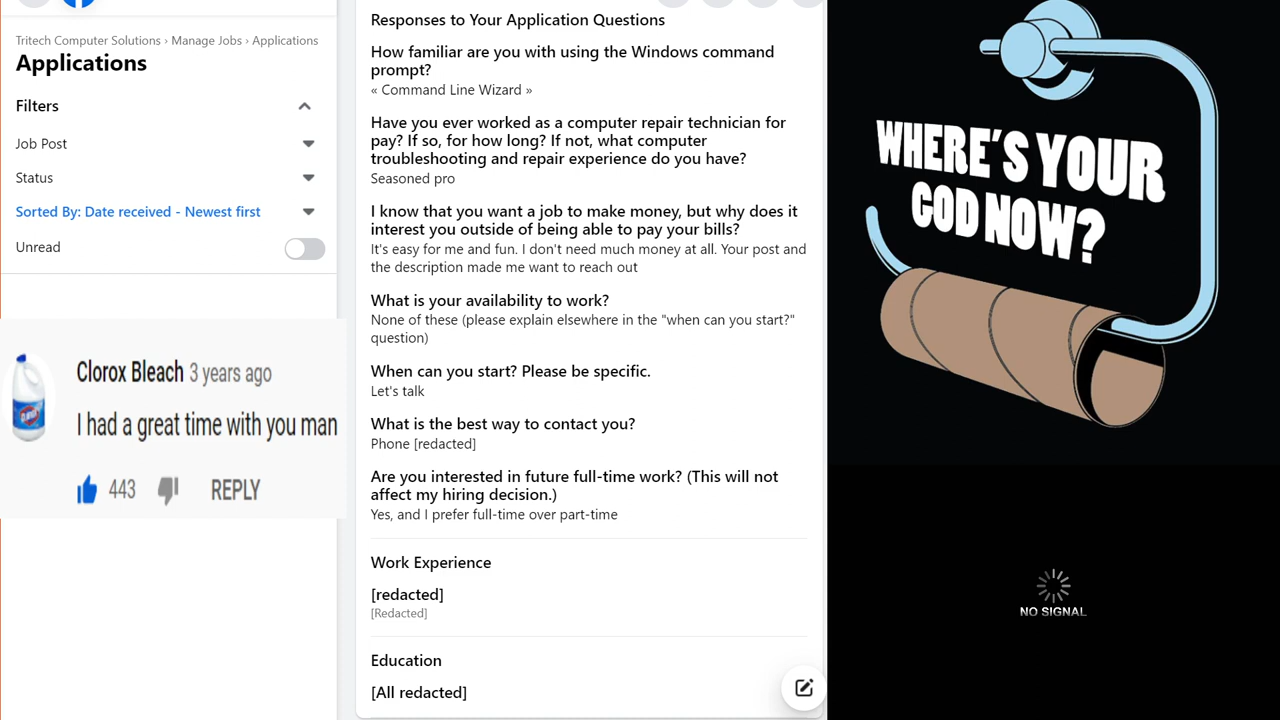 Tritech Computer Solutions › Manage Jobs › Applications
Applications
Filters
Job Post
Status
Sorted By: Date received - Newest first
Unread
Clorox Bleach 3 years ago
I had a great time with you man
443 REPLY
Responses to Your Application Questions
How familiar are you with using the Windows command
prompt?
« Command Line Wizard »
Have you ever worked as a computer repair technician for
pay? If so, for how long? If not, what computer
troubleshooting and repair experience do you have?
Seasoned pro
I know that you want a job to make money, but why does it
interest you outside of being able to pay your bills?
It's easy for me and fun. I don't need much money at all. Your post and
the description made me want to reach out
What is your availability to work?
None of these (please explain elsewhere in the "when can you start?"
question)
When can you start? Please be specific.
Let's talk
What is the best way to contact you?
Phone [redacted]
Are you interested in future full-time work? (This will not
affect my hiring decision.)
Yes, and I prefer full-time over part-time
Work Experience
[redacted]
[Redacted]
Education
[All redacted]
WHERE'S YOUR
GOD NOW?
NO SIGNAL